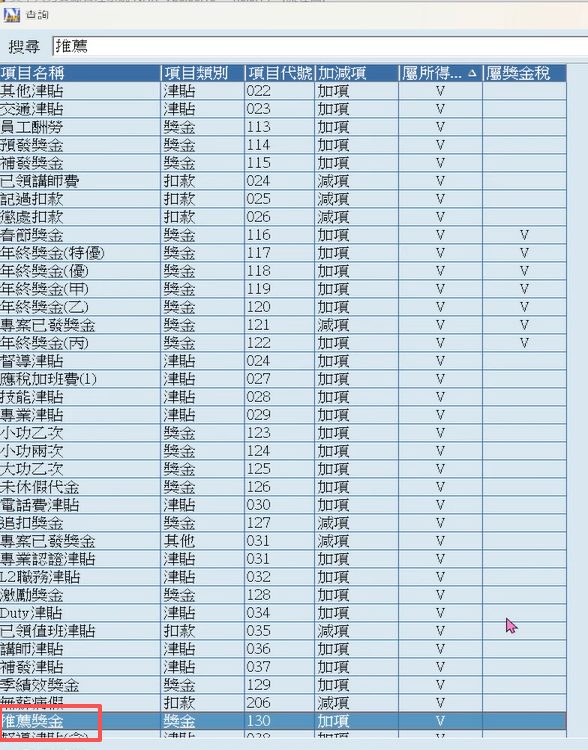 查詢
搜尋 推薦
項目名稱 項目類別 項目代號 加減項 屬所得... 屬獎金稅
其他津貼 津貼 022 加項 V
交通津貼 津貼 023 加項 V
員工酬勞 獎金 113 加項 V
預發獎金 獎金 114 加項 V
補發獎金 獎金 115 加項 V
已領講師費 扣款 024 減項 V
記過扣款 扣款 025 減項 V
懲處扣款 扣款 026 減項 V
春節獎金 獎金 116 加項 V V
年終獎金(特優) 獎金 117 加項 V V
年終獎金(優) 獎金 118 加項 V V
年終獎金(甲) 獎金 119 加項 V V
年終獎金(乙) 獎金 120 加項 V V
專案已發獎金 獎金 121 減項 V V
年終獎金(丙) 獎金 122 加項 V V
督導津貼 津貼 024 加項 V
應稅加班費(1) 津貼 027 加項 V
技能津貼 津貼 028 加項 V
專業津貼 津貼 029 加項 V
小功乙次 獎金 123 加項 V
小功兩次 獎金 124 加項 V
大功乙次 獎金 125 加項 V
未休假代金 獎金 126 加項 V
電話費津貼 津貼 030 加項 V
追扣獎金 獎金 127 減項 V
專案已發獎金 其他 031 減項 V
專業認證津貼 津貼 031 加項 V
L2職務津貼 津貼 032 加項 V
激勵獎金 獎金 128 加項 V
Duty津貼 津貼 034 加項 V
已領值班津貼 扣款 035 減項 V
講師津貼 津貼 036 加項 V
補發津貼 津貼 037 加項 V
季績效獎金 獎金 129 加項 V
無薪病假 扣款 206 減項 V
推薦獎金 獎金 130 加項 V